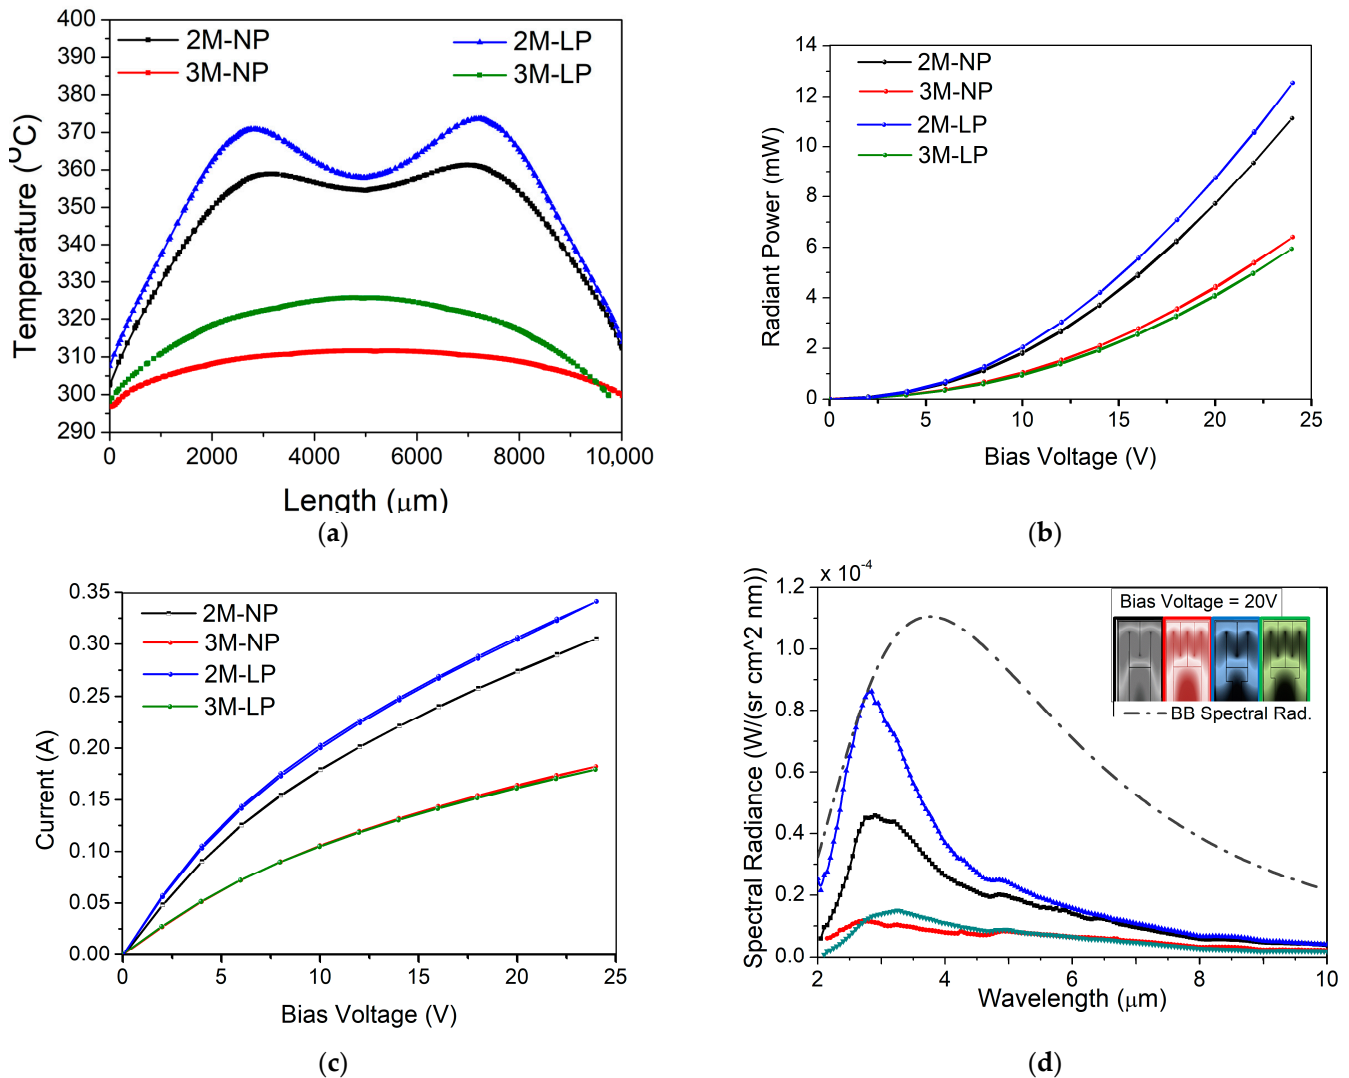 400
390
380
370
360
350
340
330
320
310
300
290
Temperature (°C)
2M-NP
3M-NP
2M-LP
3M-LP
0
2000
4000
6000
8000
10,000
Length (μm)
(a)
14
12
10
8
6
4
2
0
Radiant Power (mW)
2M-NP
3M-NP
2M-LP
3M-LP
0
5
10
15
20
25
Bias Voltage (V)
(b)
0.35
0.30
0.25
0.20
0.15
0.10
0.05
0.00
Current (A)
2M-NP
3M-NP
2M-LP
3M-LP
0
5
10
15
20
25
Bias Voltage (V)
(c)
x 10⁻⁴
1.2
1.0
0.8
0.6
0.4
0.2
0.0
Spectral Radiance (W/(sr cm^2 nm))
Bias Voltage = 20V
BB Spectral Rad.
2
4
6
8
10
Wavelength (μm)
(d)